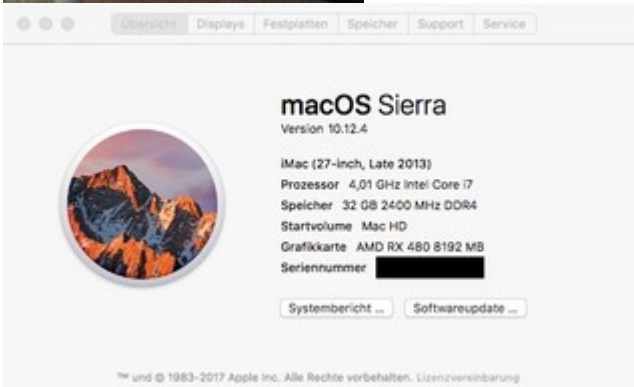 Übersicht Displays Festplatten Speicher Support Service
macOS Sierra
Version 10.12.4
iMac (27-inch, Late 2013)
Prozessor 4,01 GHz Intel Core i7
Speicher 32 GB 2400 MHz DDR4
Startvolume Mac HD
Grafikkarte AMD RX 480 8192 MB
Seriennummer
Systembericht ... Softwareupdate ...
™ und © 1983-2017 Apple Inc. Alle Rechte vorbehalten. Lizenzvereinbarung